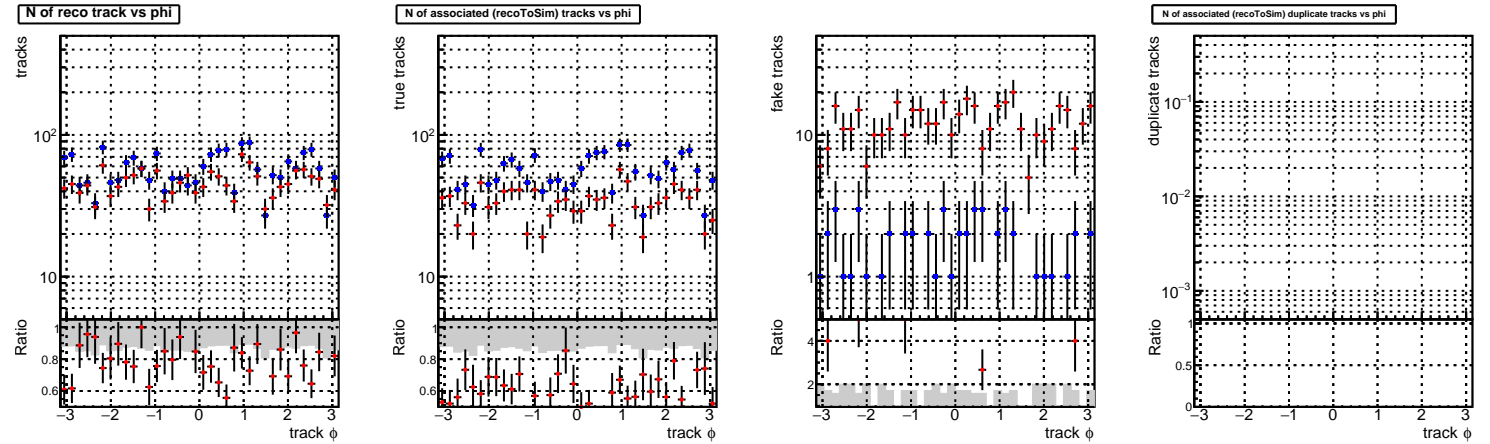 N of reco track vs phi
tracks
10²
10
Ratio
1
0.8
0.6
−3 −2 −1 0 1 2 3
track ϕ
N of associated (recoToSim) tracks vs phi
true tracks
10²
10
Ratio
1
0.8
0.6
−3 −2 −1 0 1 2 3
track ϕ
fake tracks
10
1
Ratio
4
2
−3 −2 −1 0 1 2 3
track ϕ
N of associated (recoToSim) duplicate tracks vs phi
duplicate tracks
10⁻¹
10⁻²
10⁻³
Ratio
1
0.5
0
−3 −2 −1 0 1 2 3
track ϕ